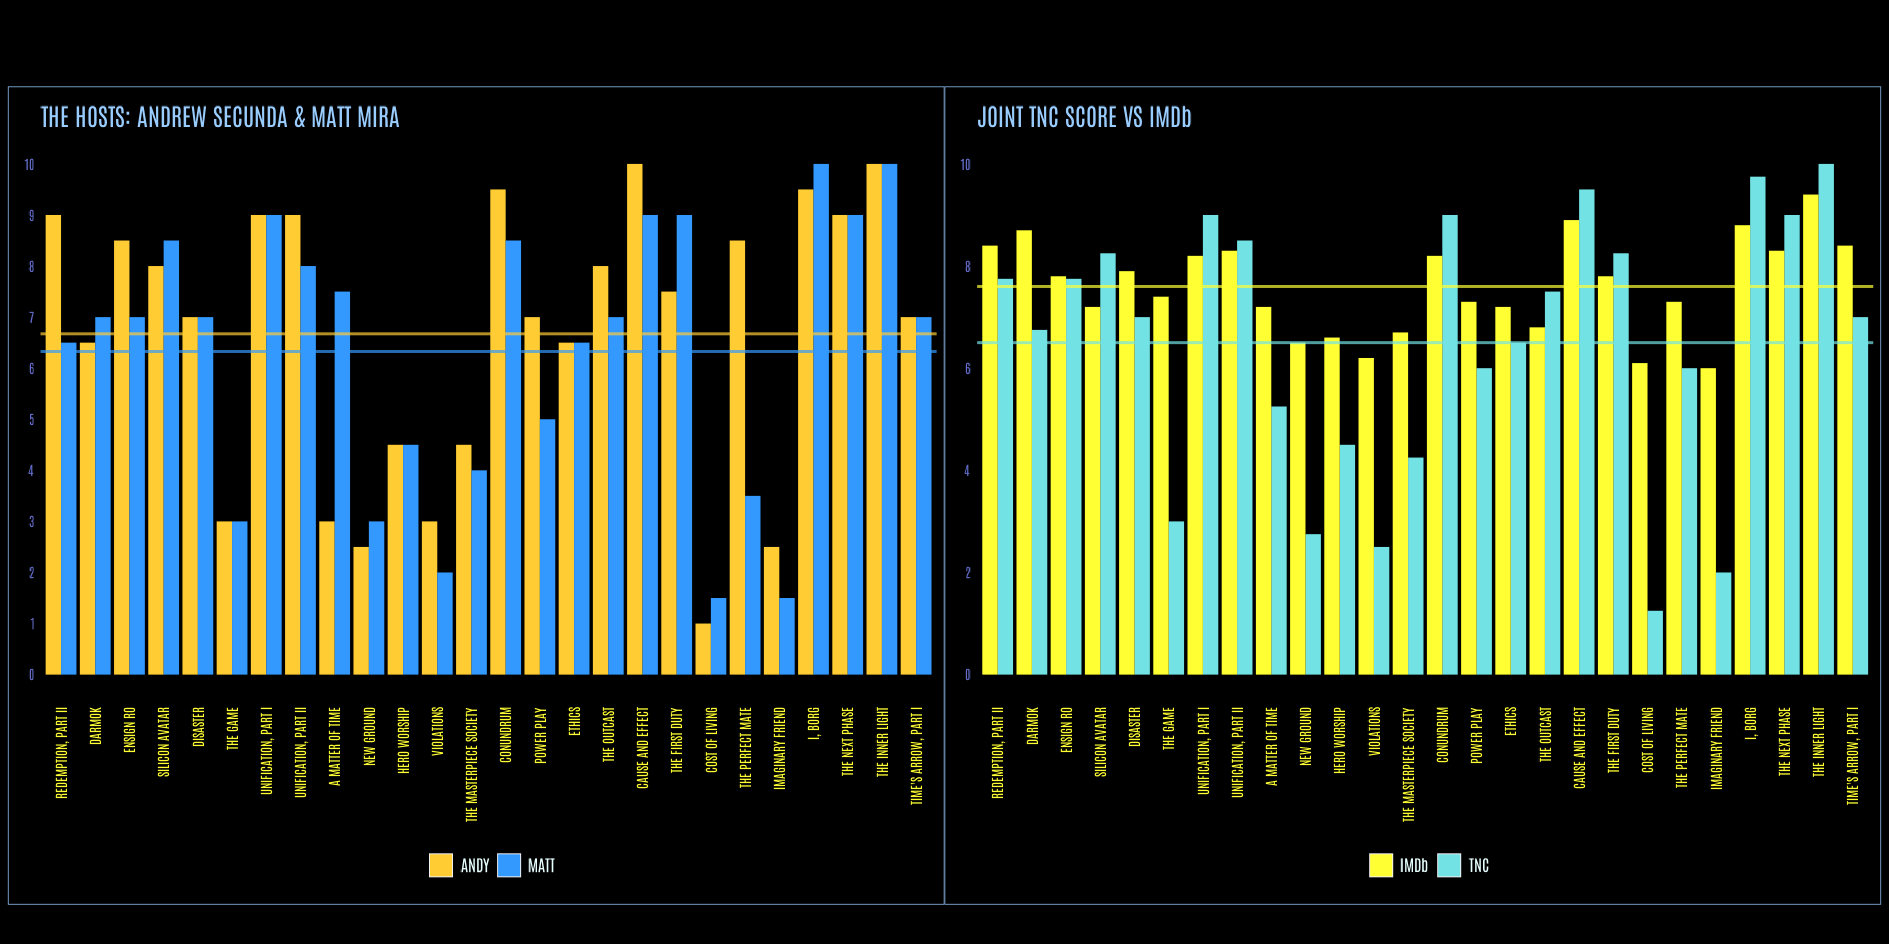 THE HOSTS: ANDREW SECUNDA & MATT MIRA
10
9
8
7
6
5
4
3
2
1
0
REDEMPTION, PART II
DARMOK
ENSIGN RO
SILICON AVATAR
DISASTER
THE GAME
UNIFICATION, PART I
UNIFICATION, PART II
A MATTER OF TIME
NEW GROUND
HERO WORSHIP
VIOLATIONS
THE MASTERPIECE SOCIETY
CONUNDRUM
POWER PLAY
ETHICS
THE OUTCAST
CAUSE AND EFFECT
THE FIRST DUTY
COST OF LIVING
THE PERFECT MATE
IMAGINARY FRIEND
I, BORG
THE NEXT PHASE
THE INNER LIGHT
TIME'S ARROW, PART I
ANDY
MATT
JOINT TNC SCORE VS IMDb
10
8
6
4
2
0
REDEMPTION, PART II
DARMOK
ENSIGN RO
SILICON AVATAR
DISASTER
THE GAME
UNIFICATION, PART I
UNIFICATION, PART II
A MATTER OF TIME
NEW GROUND
HERO WORSHIP
VIOLATIONS
THE MASTERPIECE SOCIETY
CONUNDRUM
POWER PLAY
ETHICS
THE OUTCAST
CAUSE AND EFFECT
THE FIRST DUTY
COST OF LIVING
THE PERFECT MATE
IMAGINARY FRIEND
I, BORG
THE NEXT PHASE
THE INNER LIGHT
TIME'S ARROW, PART I
IMDb
TNC